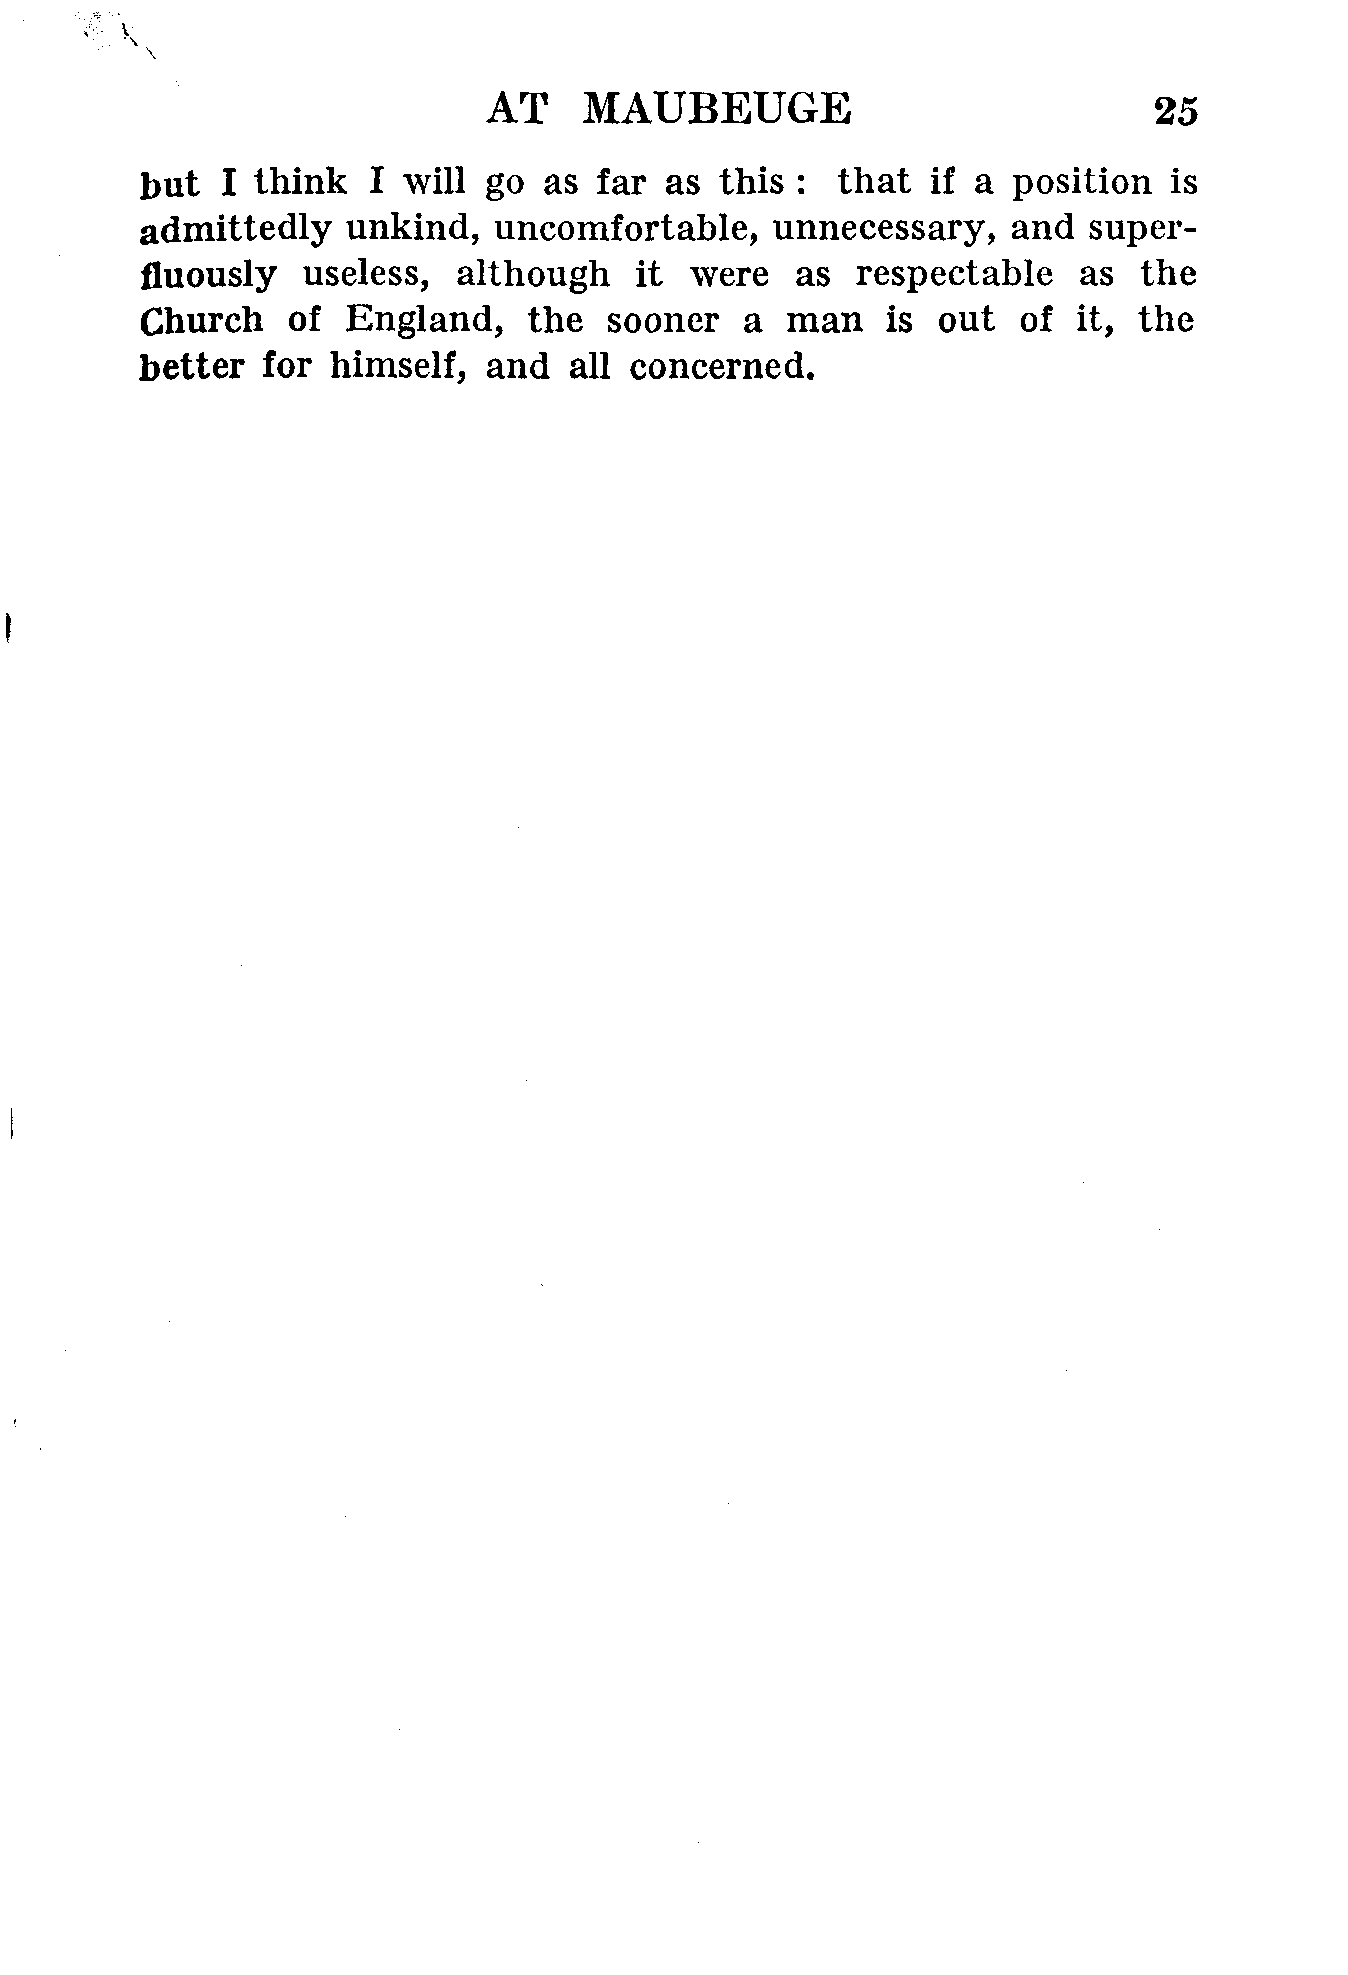 AT MAUBEUGE 25
but I think I will go as far as this : that if a position is
admittedly unkind, uncomfortable, unnecessary, and super-
fluously useless, although it were as respectable as the
Church of England, the sooner a man is out of it, the
better for himself, and all concerned.